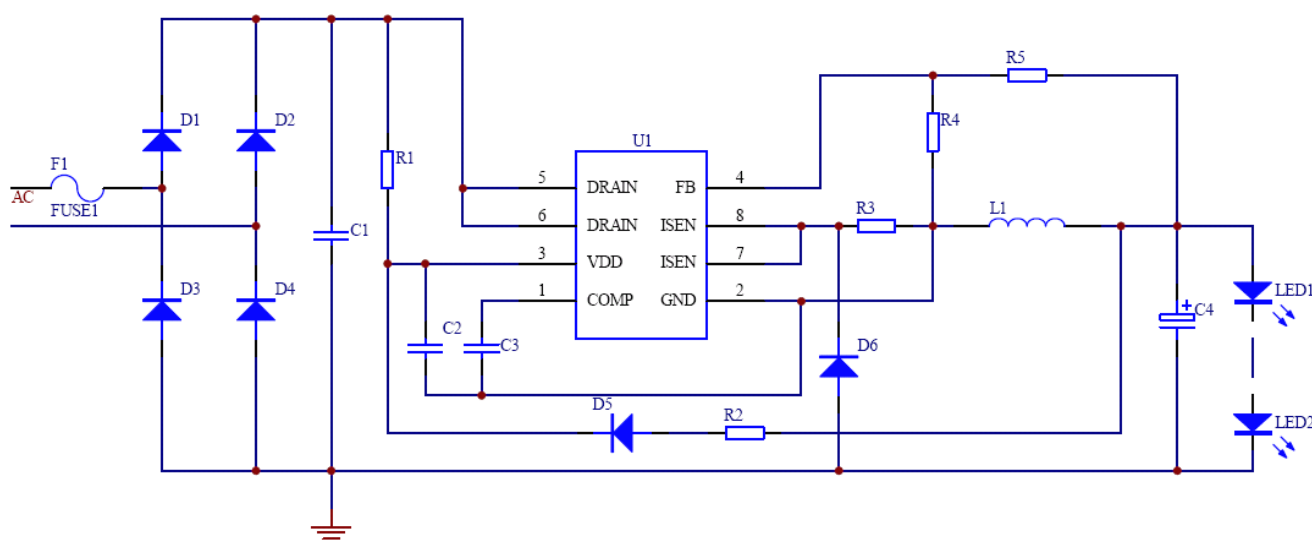 R5
D1
D2
R4
U1
F1
R1
5
DRAIN
FB
4
AC
FUSE1
R3
L1
6
DRAIN
ISEN
8
C1
3
VDD
ISEN
7
D3
D4
1
COMP
GND
2
LED1
+
C4
C2
C3
D6
D5
R2
LED2